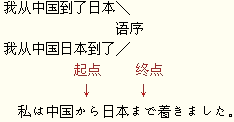 我从中国到了日本＼
语序
我从中国日本到了／
起点 终点
↓ ↓
私は中国から日本まで着きました。